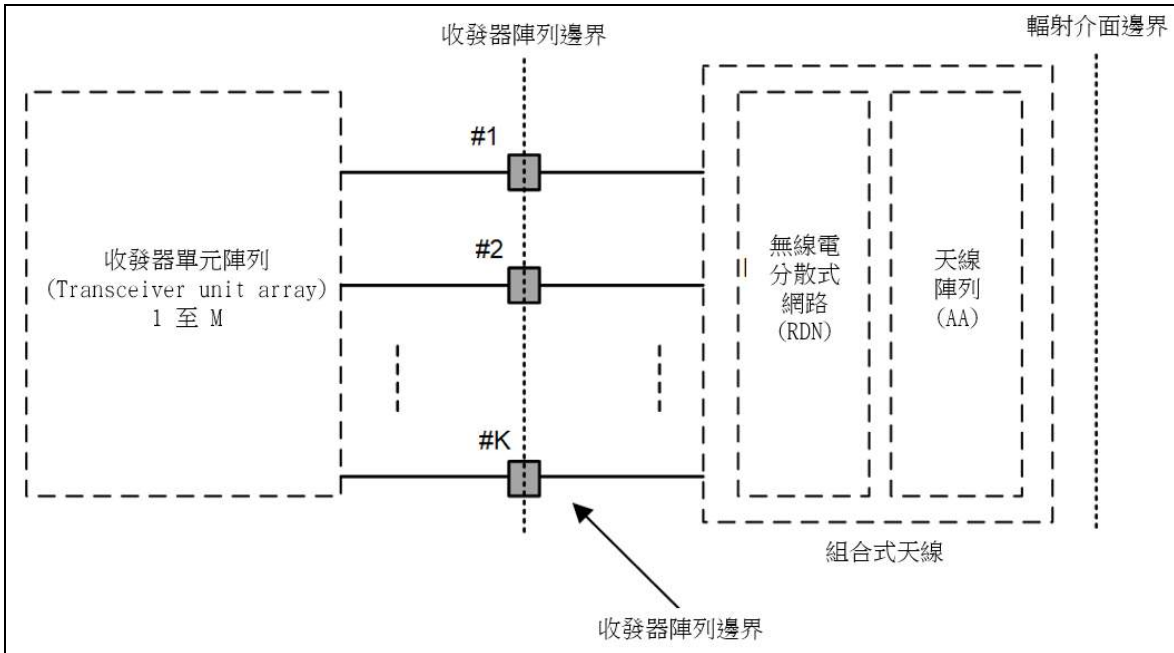 收發器陣列邊界
輻射介面邊界
#1
#2
#K
收發器單元陣列
(Transceiver unit array)
1 至 M
無線電
分散式
網路
(RDN)
天線
陣列
(AA)
組合式天線
收發器陣列邊界